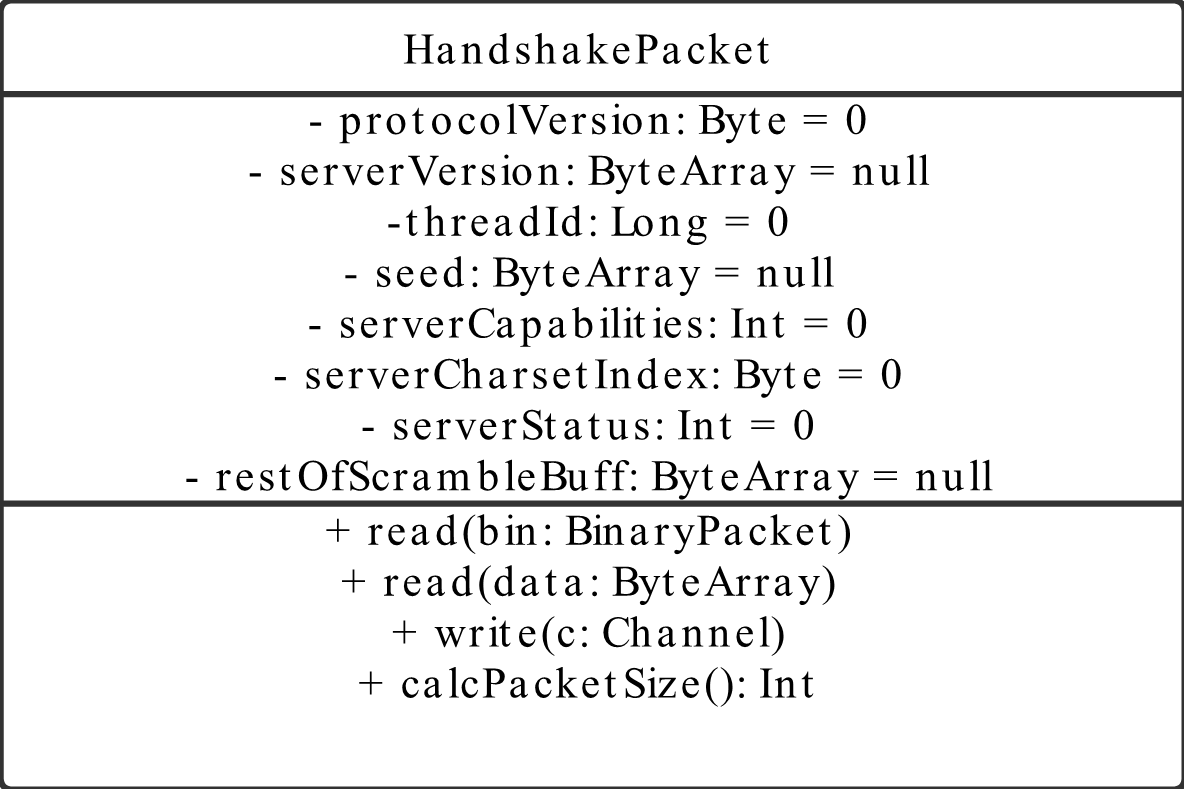 HandshakePacket
- protocolVersion: Byte = 0
- serverVersion: ByteArray = null
-threadId: Long = 0
- seed: ByteArray = null
- serverCapabilities: Int = 0
- serverCharsetIndex: Byte = 0
- serverStatus: Int = 0
- restOfScrambleBuff: ByteArray = null
+ read(bin: BinaryPacket)
+ read(data: ByteArray)
+ write(c: Channel)
+ calcPacketSize(): Int